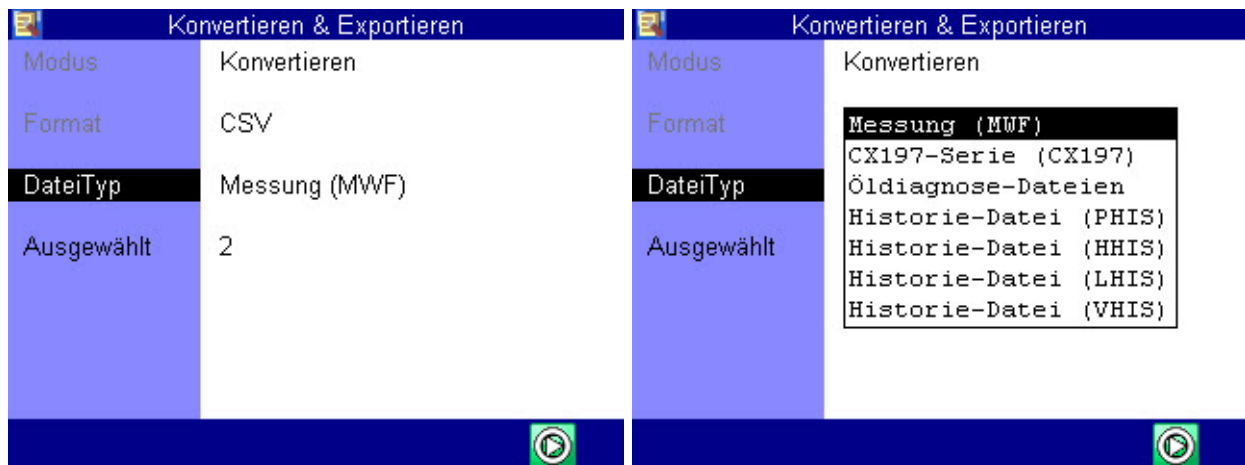 Konvertieren & Exportieren
Modus Konvertieren
Format CSV
DateiTyp Messung (MWF)
Ausgewählt 2
Konvertieren & Exportieren
Modus Konvertieren
Format
DateiTyp
Ausgewählt
Messung (MWF)
CX197-Serie (CX197)
Öldiagnose-Dateien
Historie-Datei (PHIS)
Historie-Datei (HHIS)
Historie-Datei (LHIS)
Historie-Datei (VHIS)